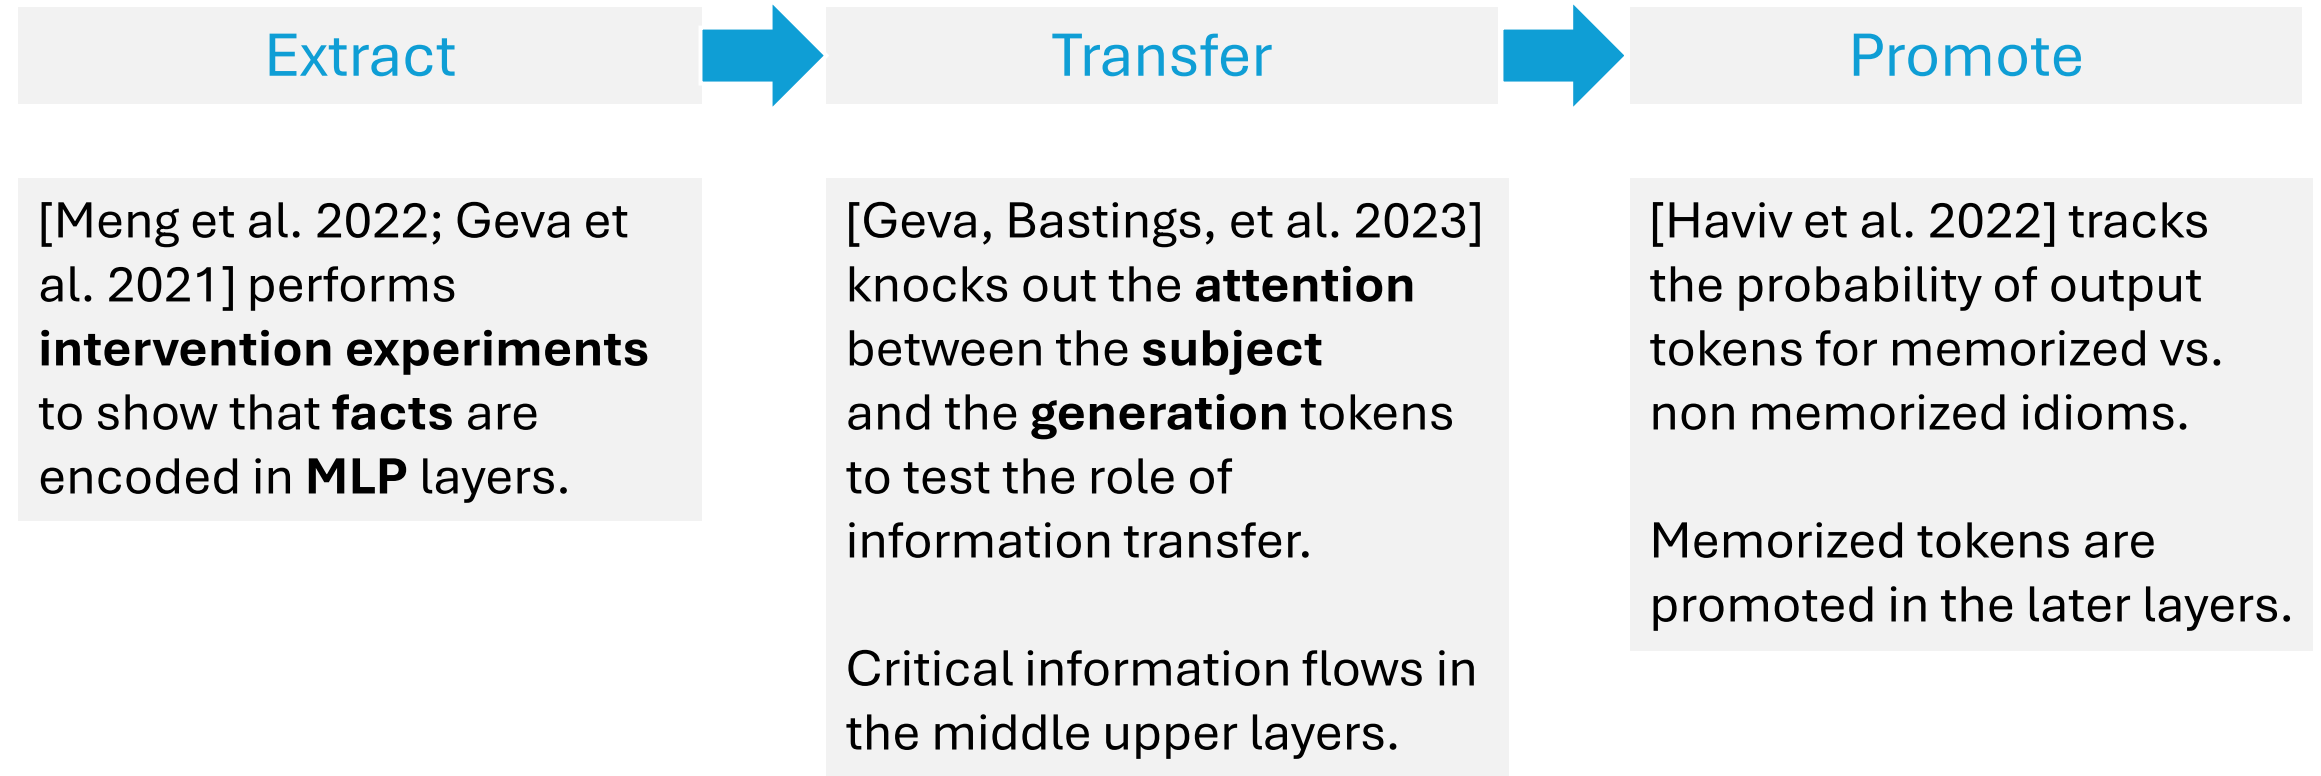 Extract
Transfer
Promote
[Meng et al. 2022; Geva et
al. 2021] performs
intervention experiments
to show that facts are
encoded in MLP layers.
[Geva, Bastings, et al. 2023]
knocks out the attention
between the subject
and the generation tokens
to test the role of
information transfer.
Critical information flows in
the middle upper layers.
[Haviv et al. 2022] tracks
the probability of output
tokens for memorized vs.
non memorized idioms.
Memorized tokens are
promoted in the later layers.